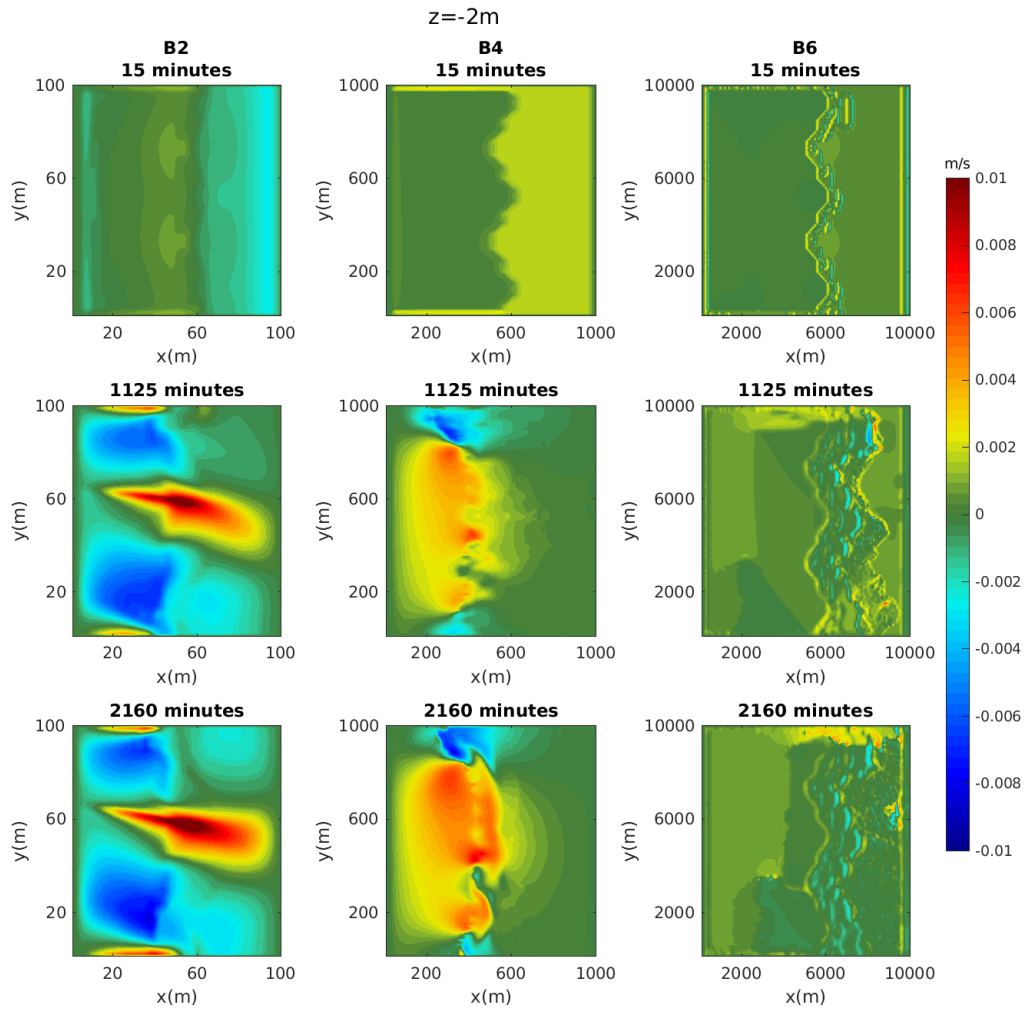 z=-2m
B2
15 minutes
B4
15 minutes
B6
15 minutes
100
60
20
y(m)
20
60
100
x(m)
1000
600
200
y(m)
200
600
1000
x(m)
10000
6000
2000
y(m)
2000
6000
10000
x(m)
1125 minutes
1125 minutes
1125 minutes
100
60
20
y(m)
20
60
100
x(m)
1000
600
200
y(m)
200
600
1000
x(m)
10000
6000
2000
y(m)
2000
6000
10000
x(m)
2160 minutes
2160 minutes
2160 minutes
100
60
20
y(m)
20
60
100
x(m)
1000
600
200
y(m)
200
600
1000
x(m)
10000
6000
2000
y(m)
2000
6000
10000
x(m)
m/s
0.01
0.008
0.006
0.004
0.002
0
-0.002
-0.004
-0.006
-0.008
-0.01